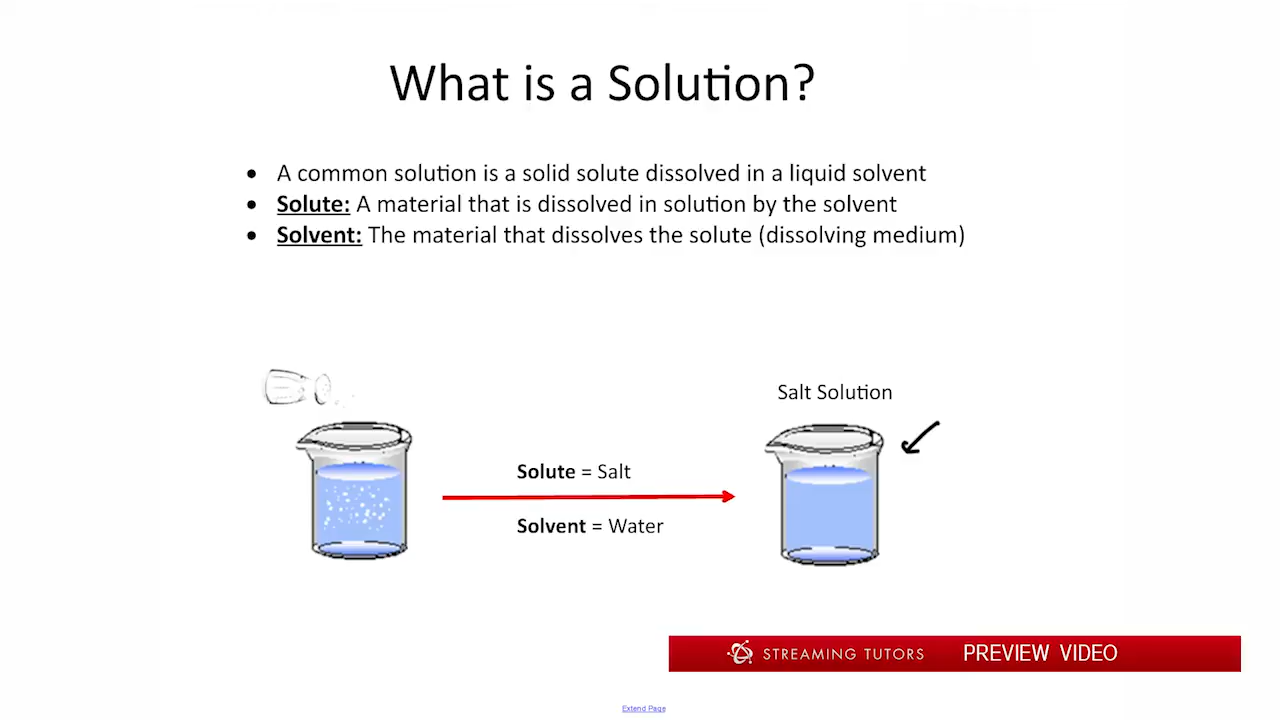 What is a Solution?
• A common solution is a solid solute dissolved in a liquid solvent
• Solute: A material that is dissolved in solution by the solvent
• Solvent: The material that dissolves the solute (dissolving medium)
Salt Solution
Solute = Salt
Solvent = Water
STREAMING TUTORS PREVIEW VIDEO
Extend Page